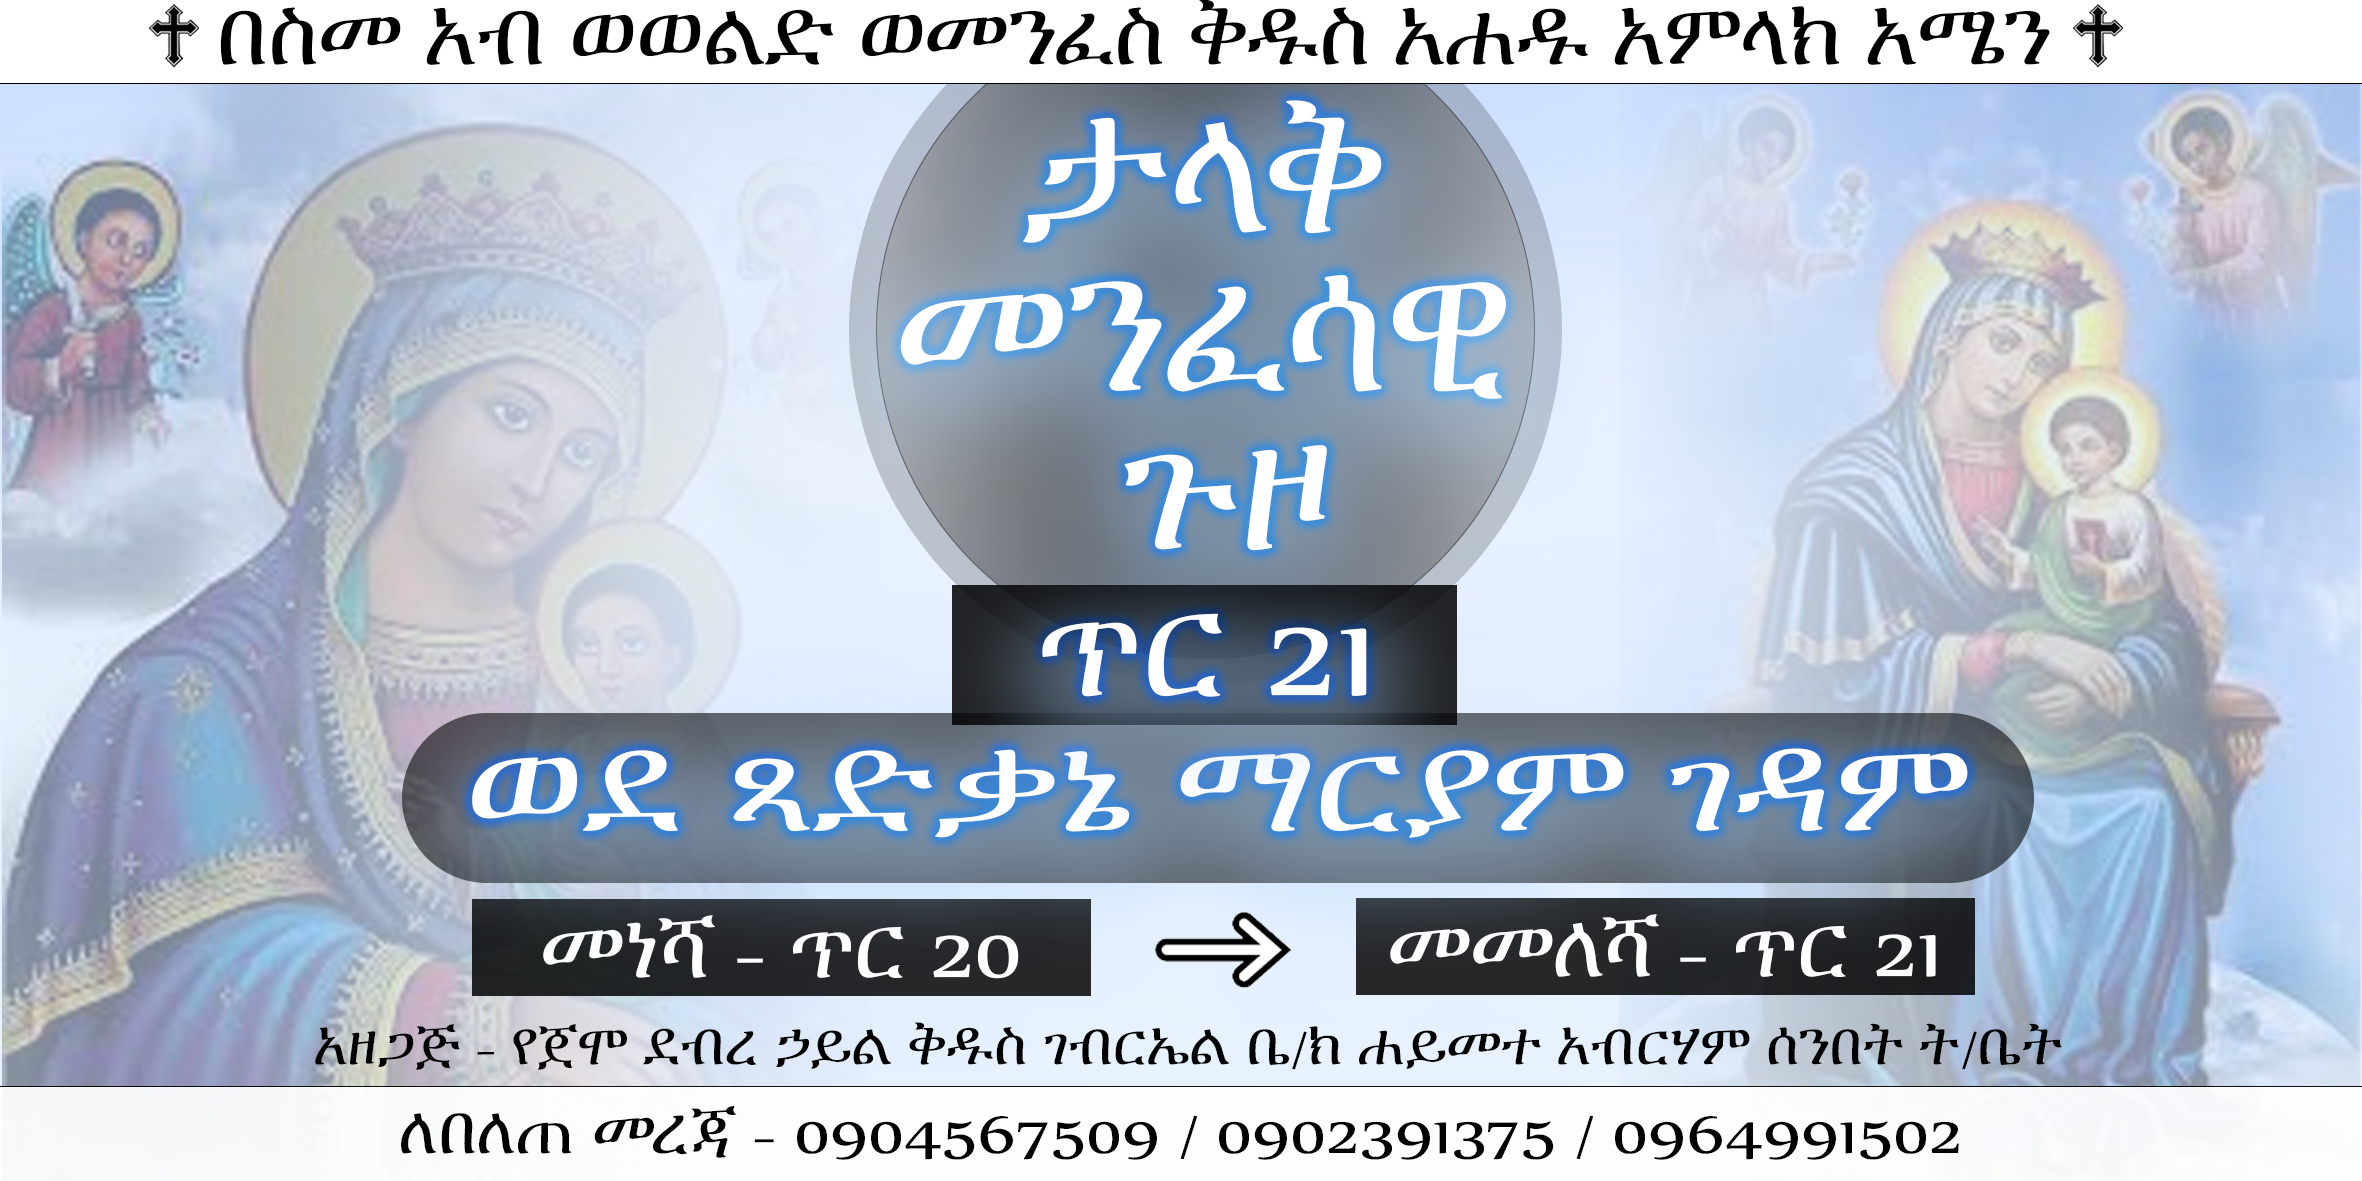 በስመ አብ ወወልድ ወመንፈስ ቅዱስ አሐዱ አምላክ አሜን
ታላቅ
መንፈሳዊ
ጉዞ
ጥር 21
ወደ ጻድቃኔ ማርያም ገዳም
መነሻ - ጥር 20
መመለሻ - ጥር 21
አዘጋጅ - የጀሞ ደብረ ኃይል ቅዱስ ገብርኤል ቤ/ክ ሐይመተ አብርሃም ሰንበት ት/ቤት
ለበለጠ መረጃ - 0904567509 / 0902391375 / 0964991502